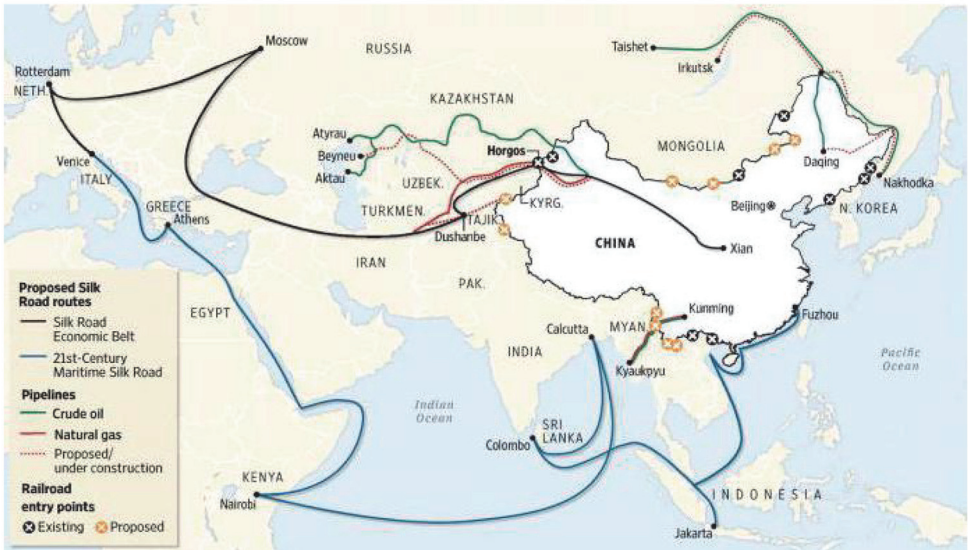 Moscow
RUSSIA
Taishet
Irkutsk
Rotterdam
NETH.
KAZAKHSTAN
Atyrau
Beyneu
Aktau
Horgos
MONGOLIA
Daqing
Venice
ITALY
UZBEK.
Nakhodka
GREECE
Athens
TURKMEN.
TAJIK.
KYRG.
Beijing
N. KOREA
Dushanbe
CHINA
Xian
IRAN
PAK.
EGYPT
Kunming
Fuzhou
Calcutta
MYAN.
INDIA
Kyaukpyu
Pacific
Ocean
Indian
Ocean
SRI
LANKA
Colombo
KENYA
Nairobi
INDONESIA
Jakarta
Proposed Silk
Road routes
Silk Road
Economic Belt
21st-Century
Maritime Silk Road
Pipelines
Crude oil
Natural gas
Proposed/
under construction
Railroad
entry points
Existing Proposed